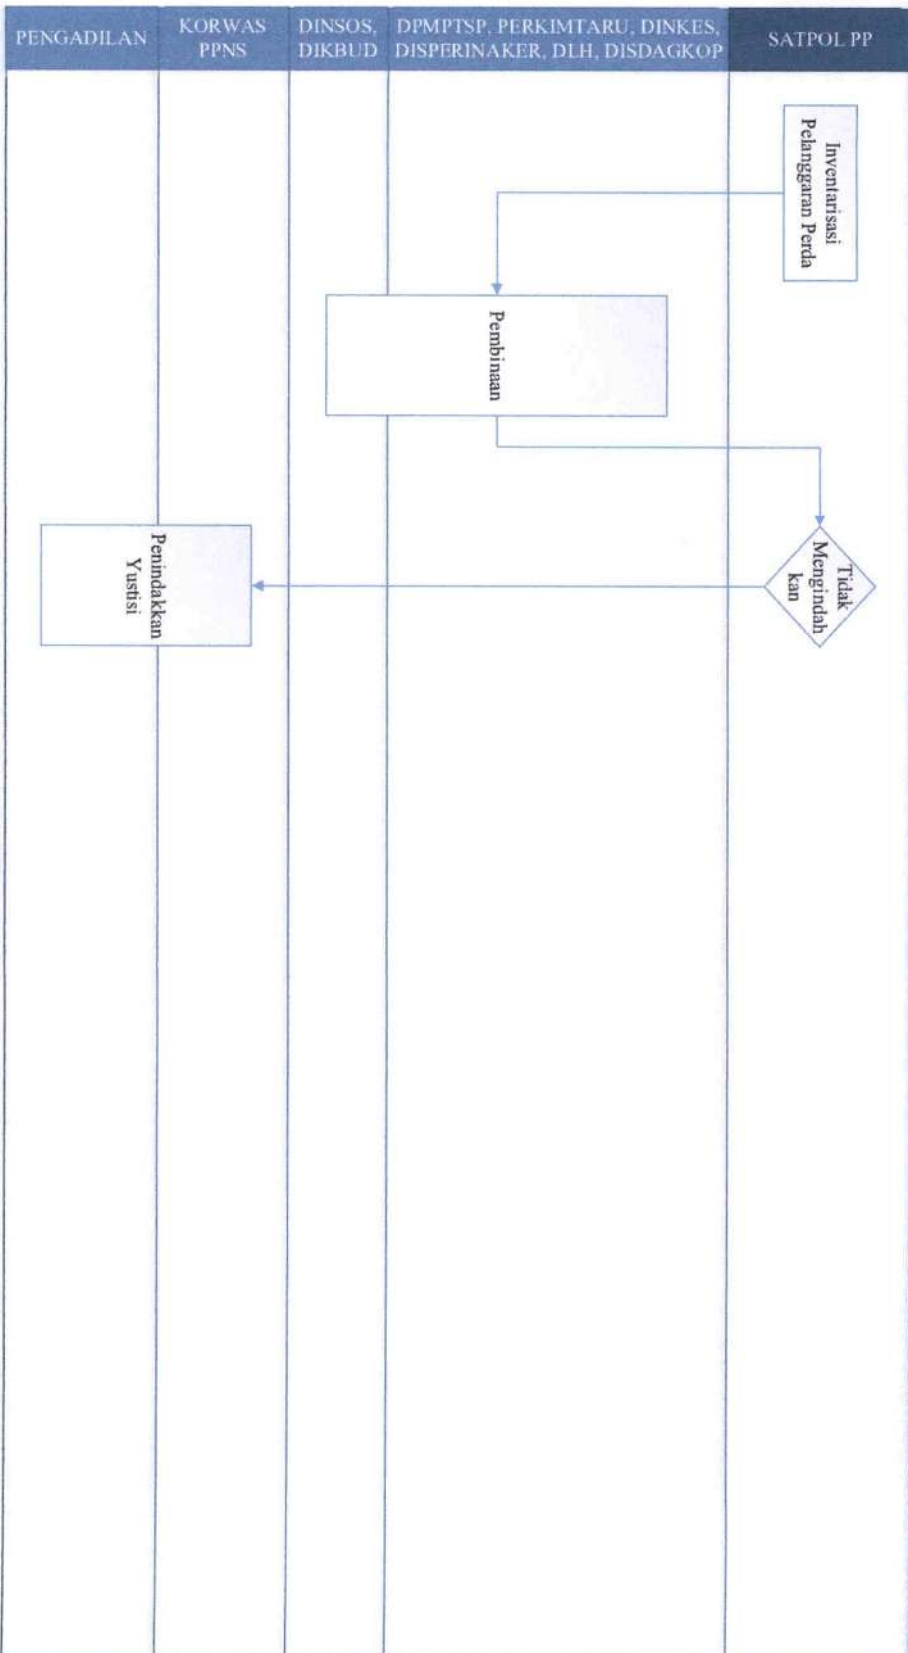 PENGADILAN
KORWAS
PPNS
DINSOS,
DIKBUD
DPMPTSP, PERKIMTARU, DINKES,
DISPERINAKER, DLH, DISDAGKOP
SATPOL PP
Inventarisasi
Pelanggaran Perda
Pembinaan
Tidak
Mengindah
kan
Penindakkan
Yustisi